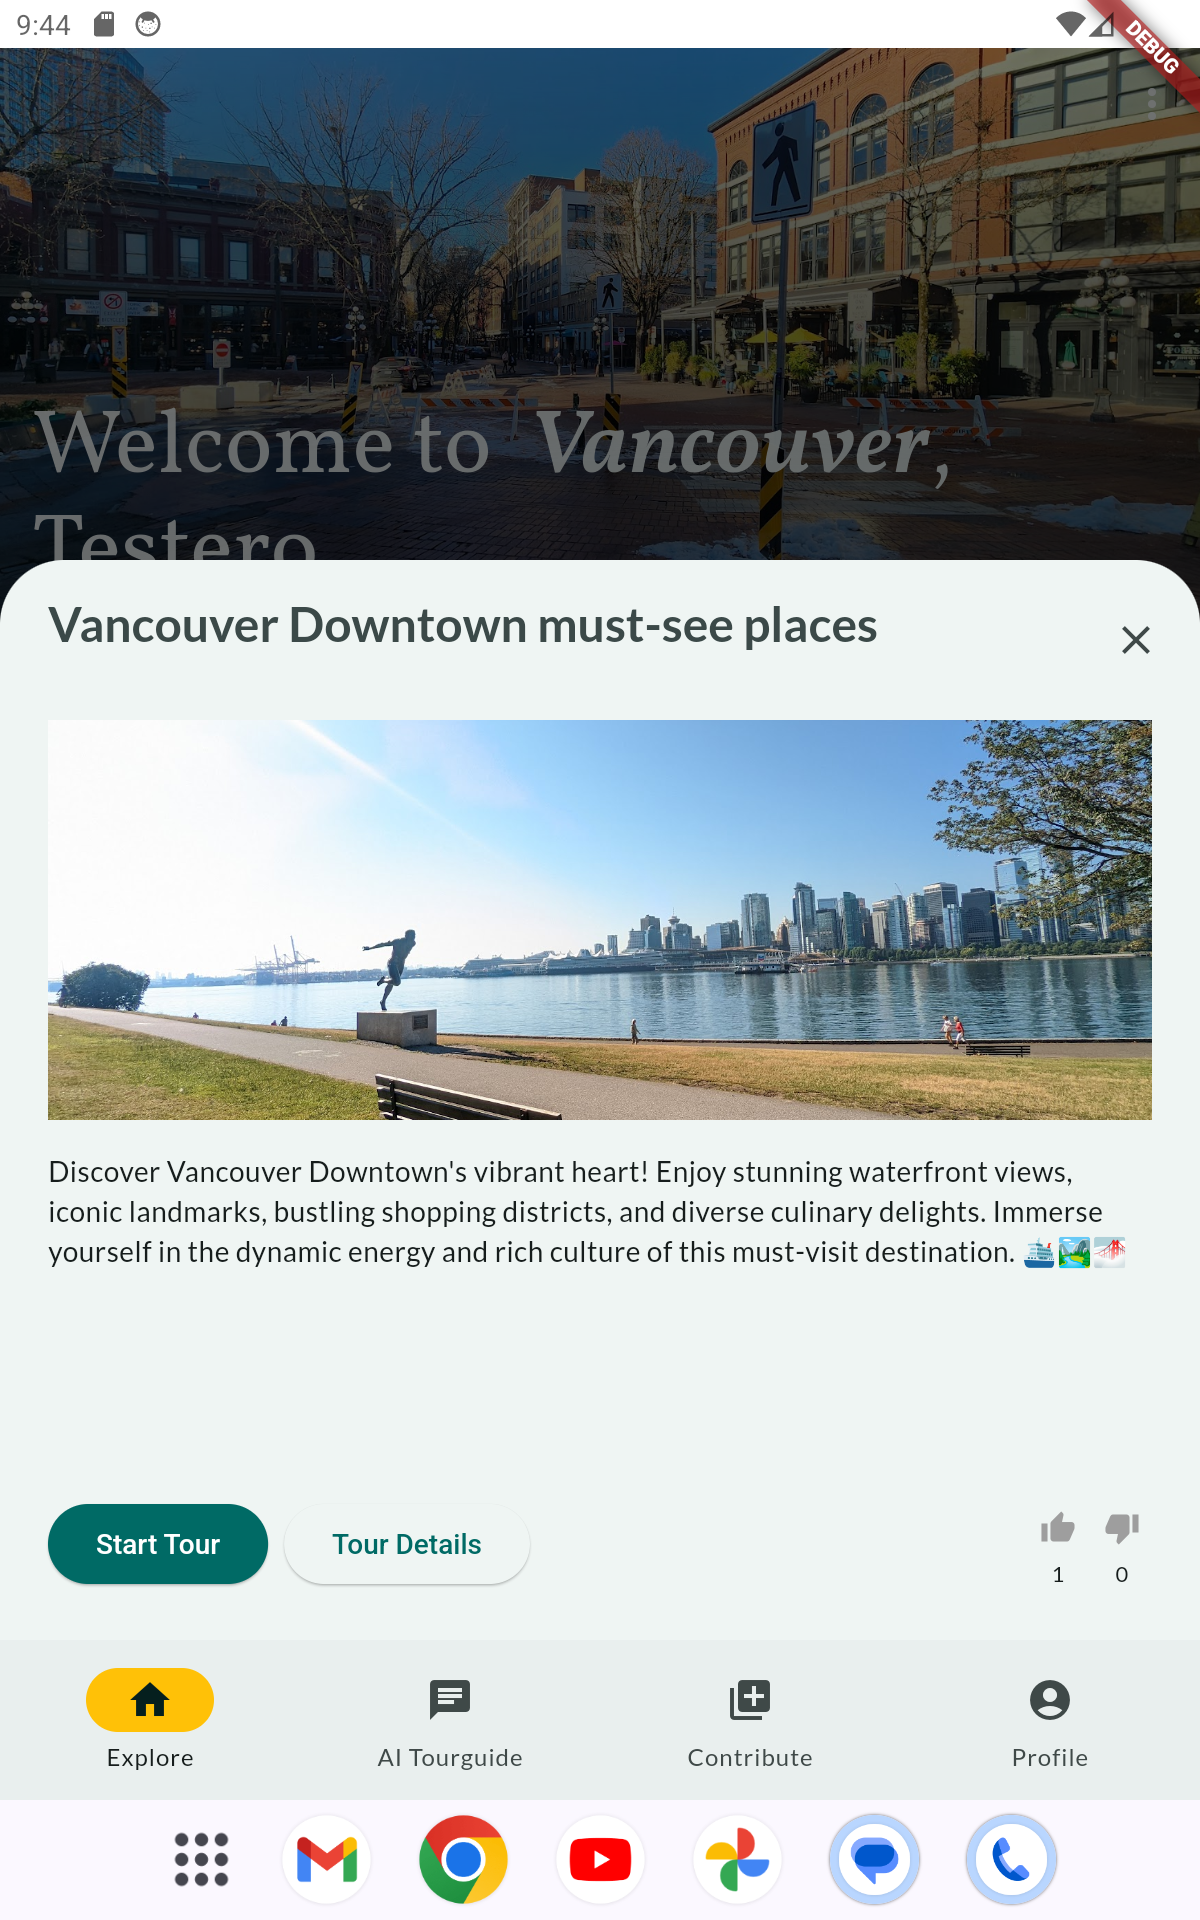 9:44
DEBUG
Welcome to Vancouver,
Testero
Vancouver Downtown must-see places
Discover Vancouver Downtown's vibrant heart! Enjoy stunning waterfront views,
iconic landmarks, bustling shopping districts, and diverse culinary delights. Immerse
yourself in the dynamic energy and rich culture of this must-visit destination. 🛳️🏞️🌁
Start Tour
Tour Details
1
0
Explore
AI Tourguide
Contribute
Profile